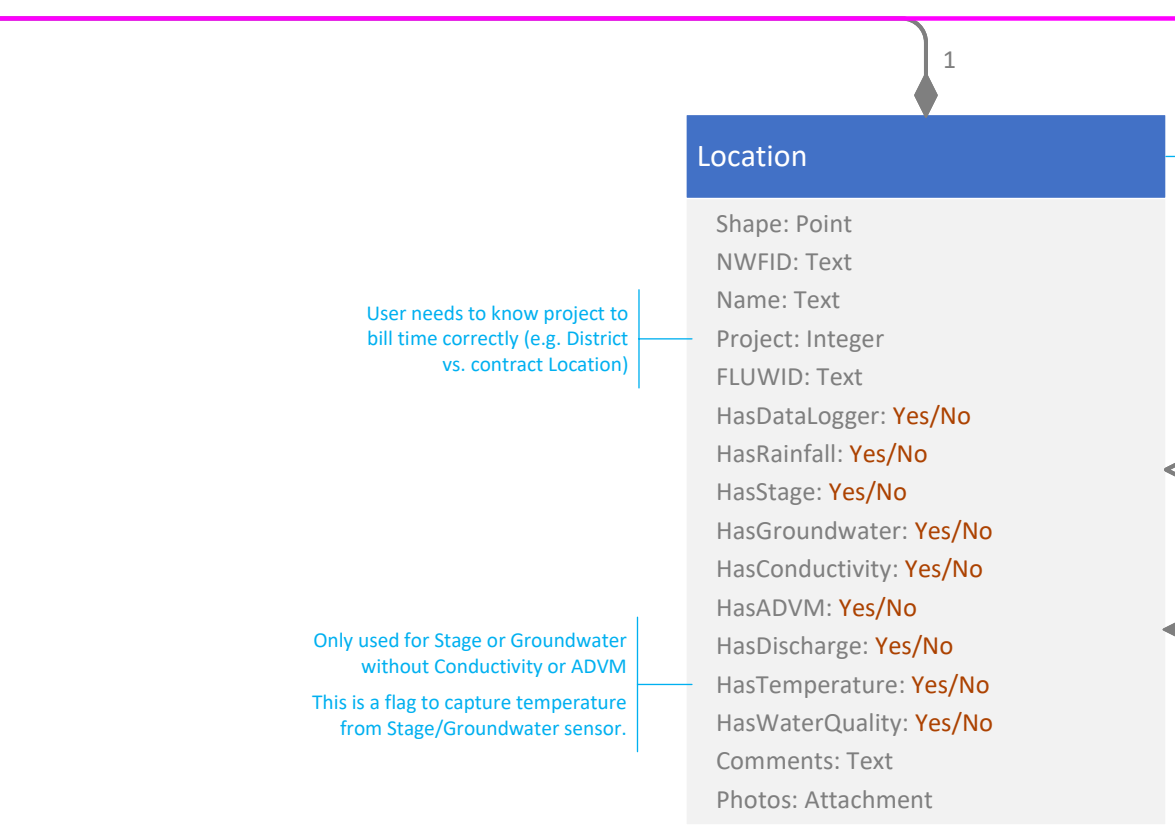 1
Location
Shape: Point
NWFID: Text
Name: Text
User needs to know project to
bill time correctly (e.g. District
vs. contract Location)
Project: Integer
FLUWID: Text
HasDataLogger: Yes/No
HasRainfall: Yes/No
HasStage: Yes/No
HasGroundwater: Yes/No
HasConductivity: Yes/No
HasADVM: Yes/No
HasDischarge: Yes/No
Only used for Stage or Groundwater
without Conductivity or ADVM
This is a flag to capture temperature
from Stage/Groundwater sensor.
HasTemperature: Yes/No
HasWaterQuality: Yes/No
Comments: Text
Photos: Attachment